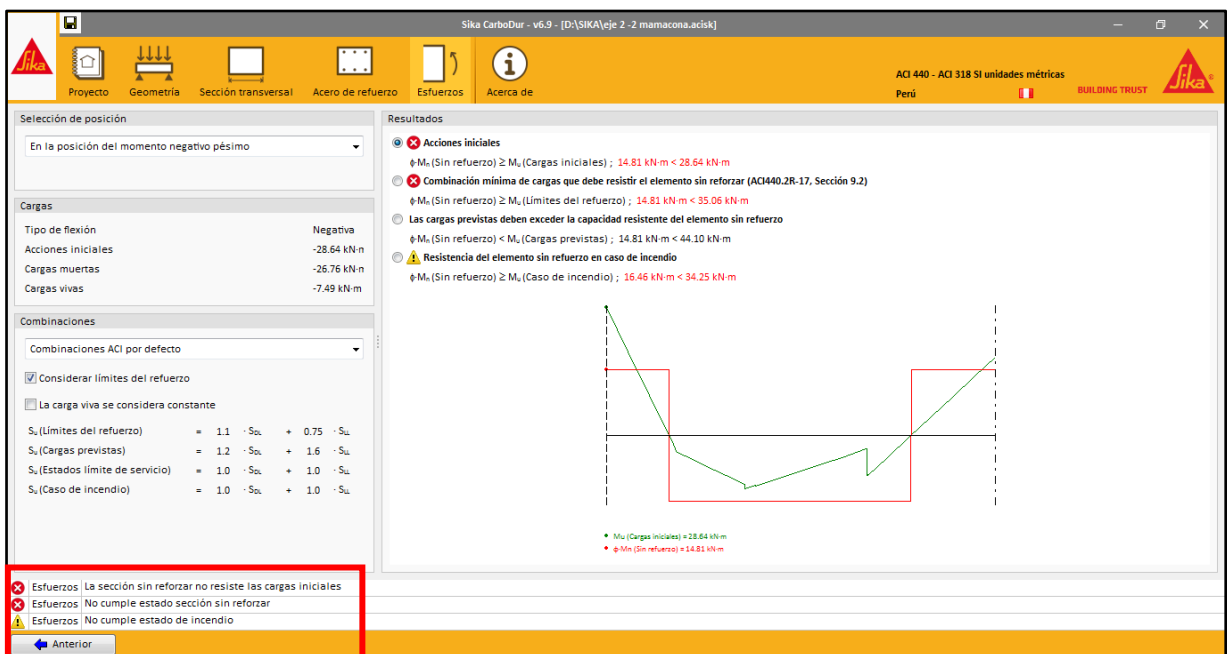 Sika CarboDur - v6.9 - [D:\SIKA\eje 2 -2 mamacona.acisk]
Sika
Proyecto
Geometría
Sección transversal
Acero de refuerzo
Esfuerzos
Acerca de
ACI 440 - ACI 318 SI unidades métricas
Perú
BUILDING TRUST
Sika
Selección de posición
En la posición del momento negativo pésimo
Cargas
Tipo de flexión Negativa
Acciones iniciales -28.64 kN·n
Cargas muertas -26.76 kN·n
Cargas vivas -7.49 kN·m
Combinaciones
Combinaciones ACI por defecto
Considerar límites del refuerzo
La carga viva se considera constante
Su (Límites del refuerzo) = 1.1 · SDL + 0.75 · SLL
Su (Cargas previstas) = 1.2 · SDL + 1.6 · SLL
Su (Estados límite de servicio) = 1.0 · SDL + 1.0 · SLL
Su (Caso de incendio) = 1.0 · SDL + 1.0 · SLL
Resultados
Acciones iniciales
ϕ·Mn (Sin refuerzo) ≥ Mu (Cargas iniciales) ; 14.81 kN·m < 28.64 kN·m
Combinación mínima de cargas que debe resistir el elemento sin reforzar (ACI440.2R-17, Sección 9.2)
ϕ·Mn (Sin refuerzo) ≥ Mu (Límites del refuerzo) ; 14.81 kN·m < 35.06 kN·m
Las cargas previstas deben exceder la capacidad resistente del elemento sin refuerzo
ϕ·Mn (Sin refuerzo) < Mu (Cargas previstas) ; 14.81 kN·m < 44.10 kN·m
Resistencia del elemento sin refuerzo en caso de incendio
ϕ·Mn (Sin refuerzo) ≥ Mu (Caso de incendio) ; 16.46 kN·m < 34.25 kN·m
Mu (Cargas iniciales) = 28.64 kN·m
ϕ·Mn (Sin refuerzo) = 14.81 kN·m
Esfuerzos La sección sin reforzar no resiste las cargas iniciales
Esfuerzos No cumple estado sección sin reforzar
Esfuerzos No cumple estado de incendio
Anterior